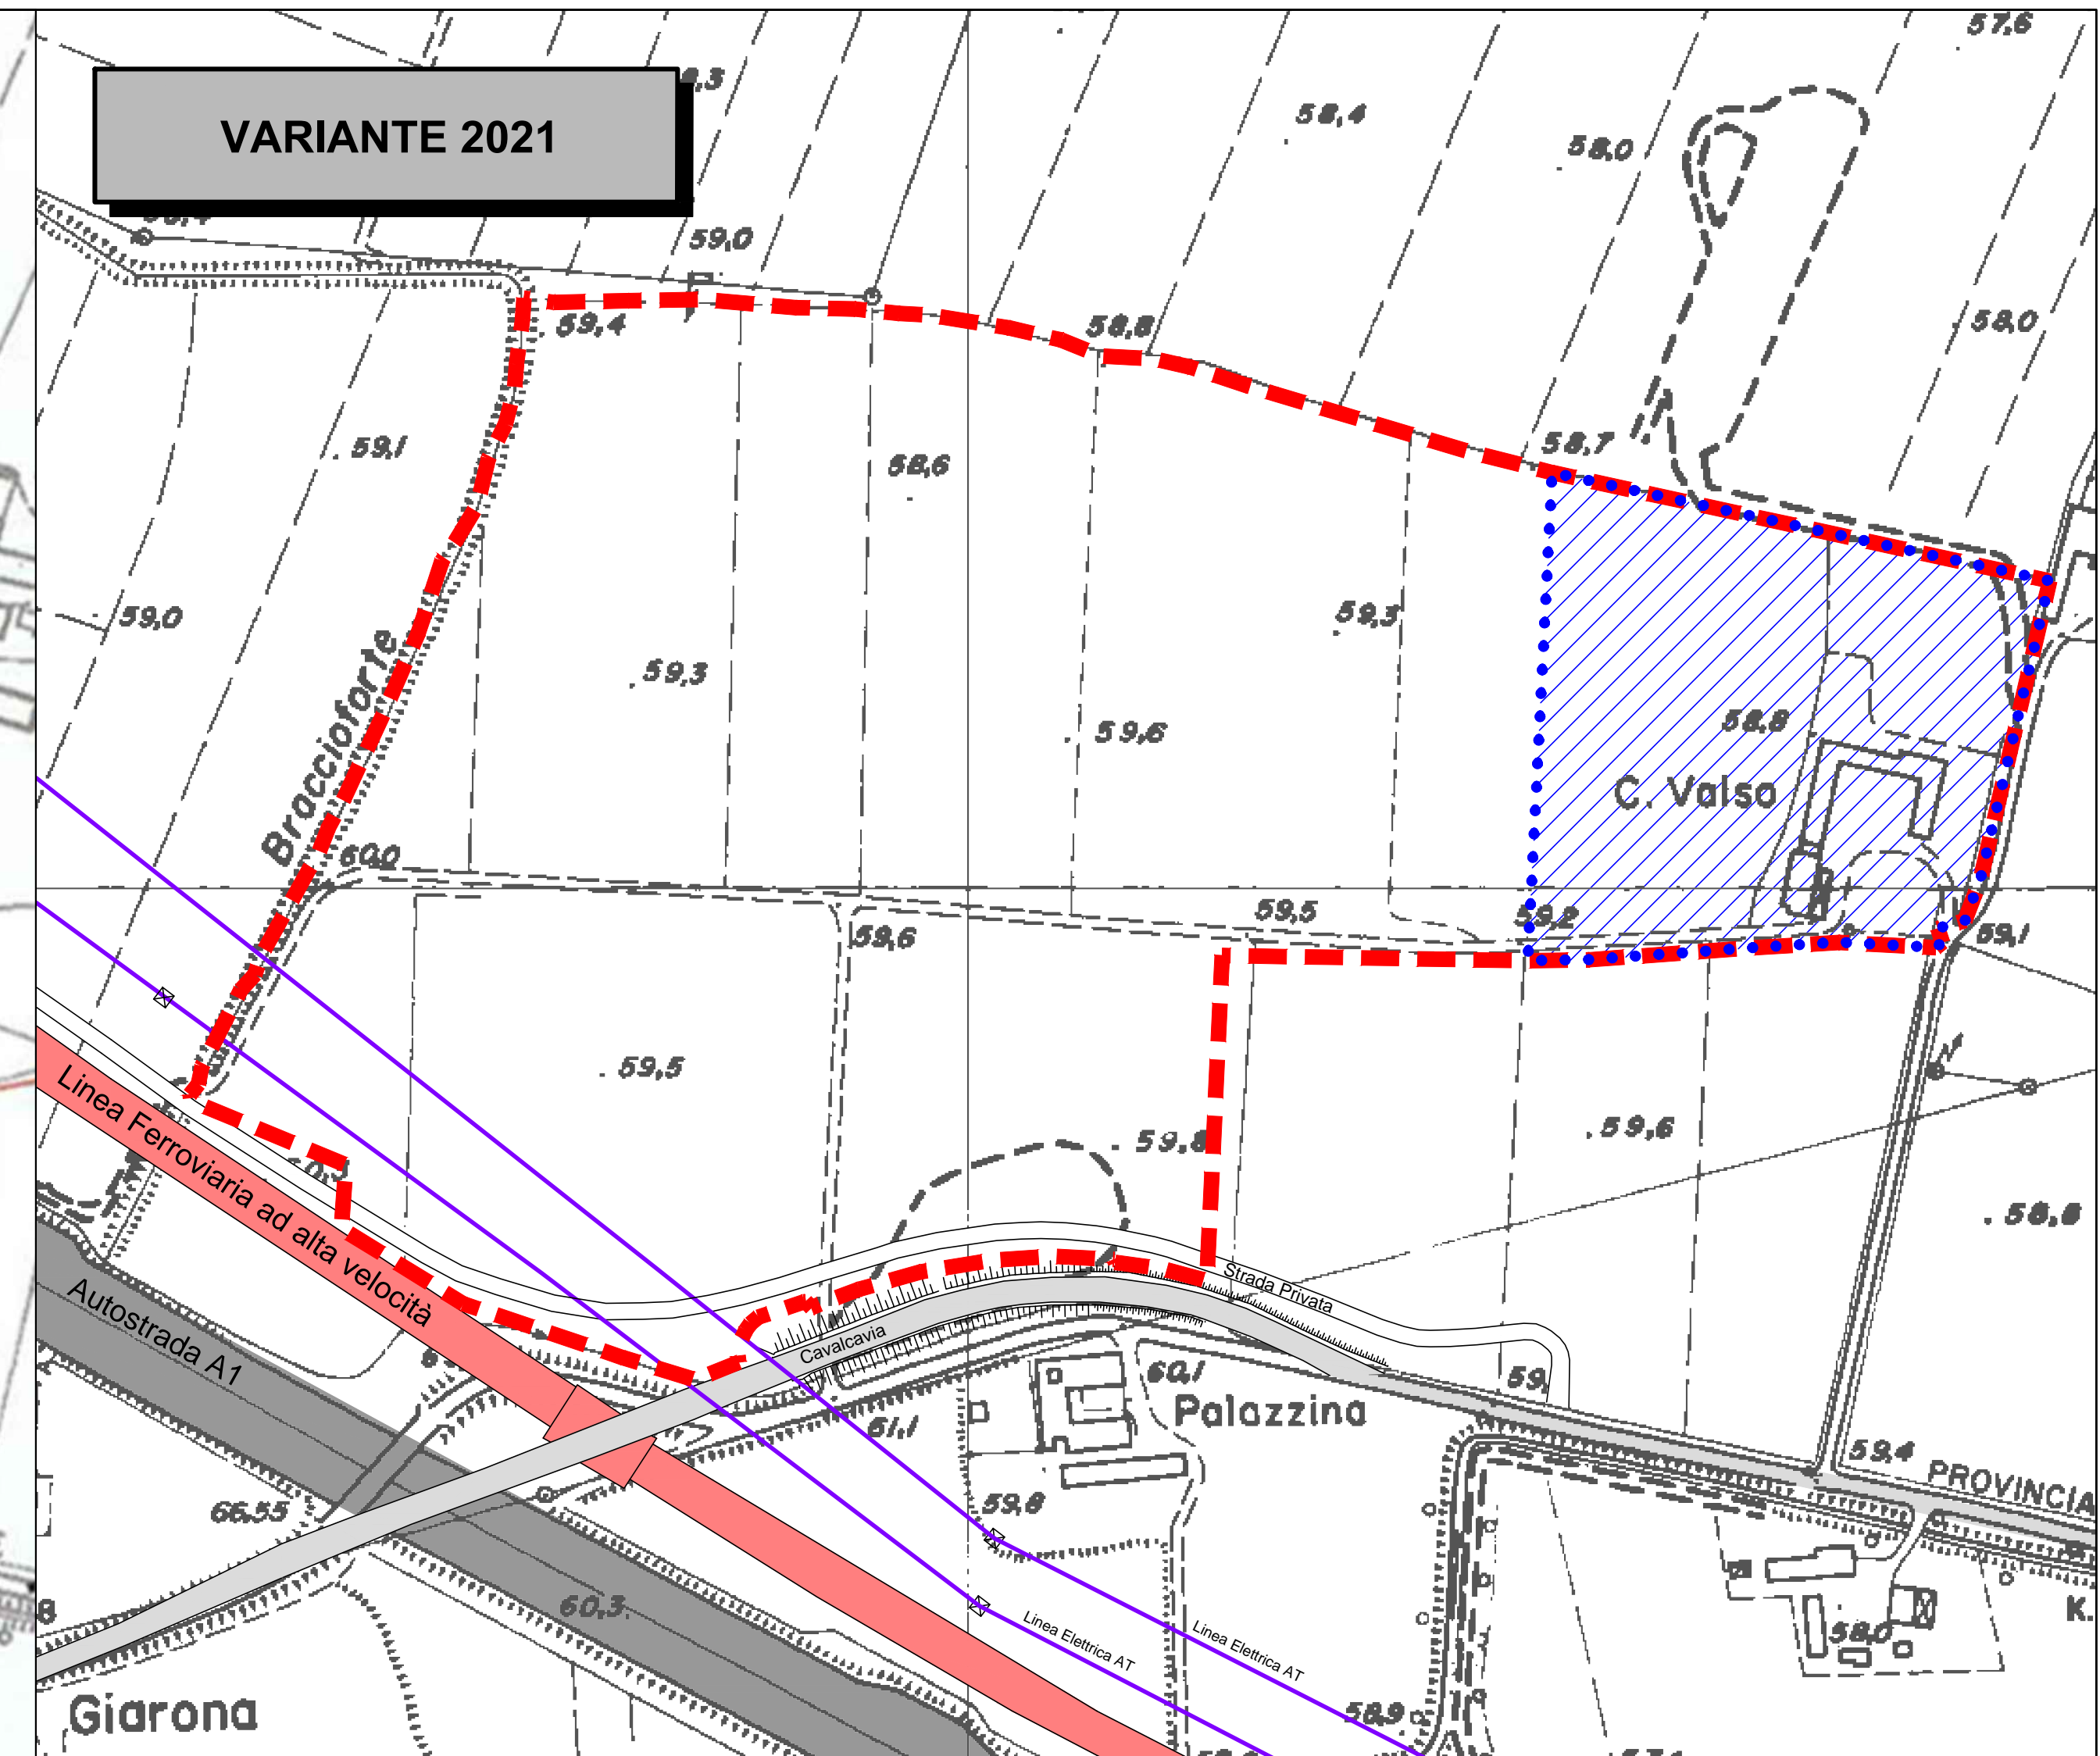 57,6
VARIANTE 2021
58,4
58,0
59,0
58,0
59,4
58,8
59,1
58,6
58,7
59,0
59,3
59,3
59,6
58,8
C. Valso
Braccioforte
60,0
59,5
59,2
59,6
59,1
59,5
59,8
59,6
58,8
Linea Ferroviaria ad alta velocità
Autostrada A1
Strada Privata
Cavalcavia
60,1
59,
Palazzina
61,1
59,4
PROVINCIA
66,55
59,8
60,3
Linea Elettrica AT
Linea Elettrica AT
K.
58,0
8
Giarona
58,9